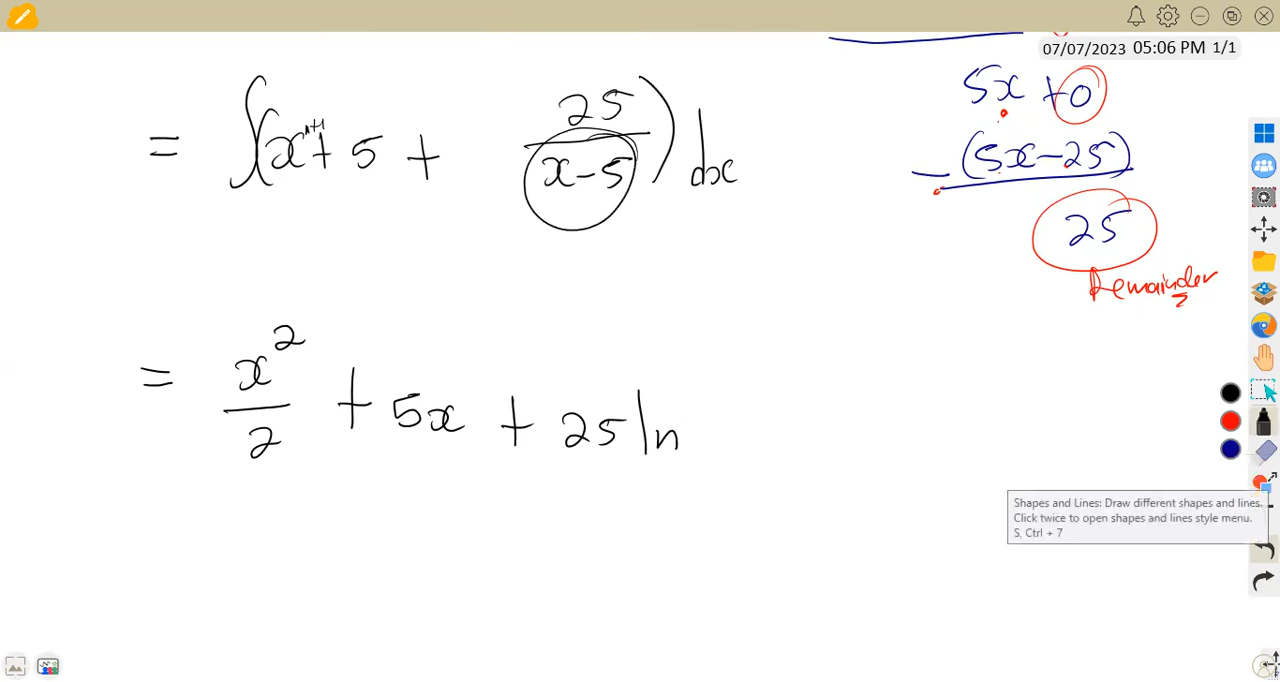 07/07/2023 05:06 PM 1/1
5x + 0
= ∫(x^{n+1} + 5 + 25/(x-5)) dx
- (5x - 25)
25
Remainder
= x^2/2 + 5x + 25 ln
Shapes and Lines: Draw different shapes and lines.
Click twice to open shapes and lines style menu.
S, Ctrl + 7